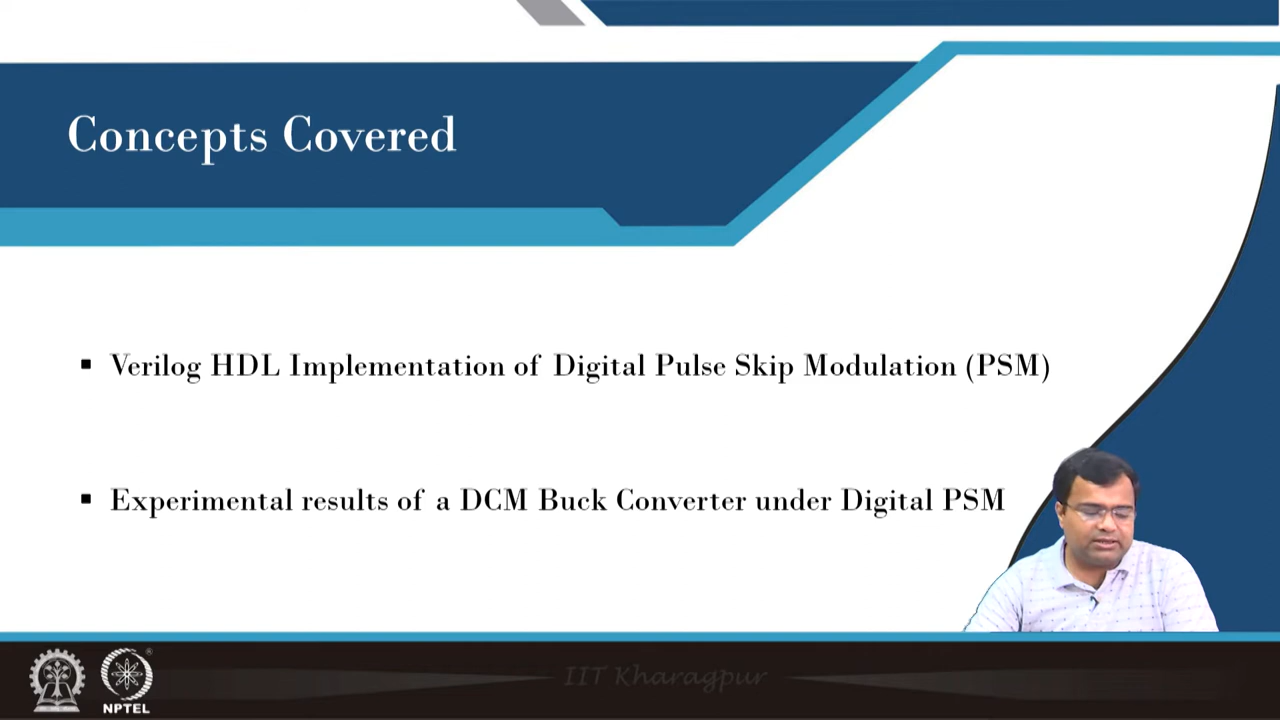 Concepts Covered
▪ Verilog HDL Implementation of Digital Pulse Skip Modulation (PSM)
▪ Experimental results of a DCM Buck Converter under Digital PSM
IIT Kharagpur
®
NPTEL